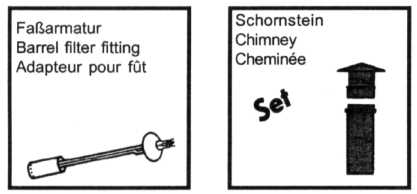 Faßarmatur
Barrel filter fitting
Adapteur pour fût
Schornstein
Chimney
Cheminée
Set